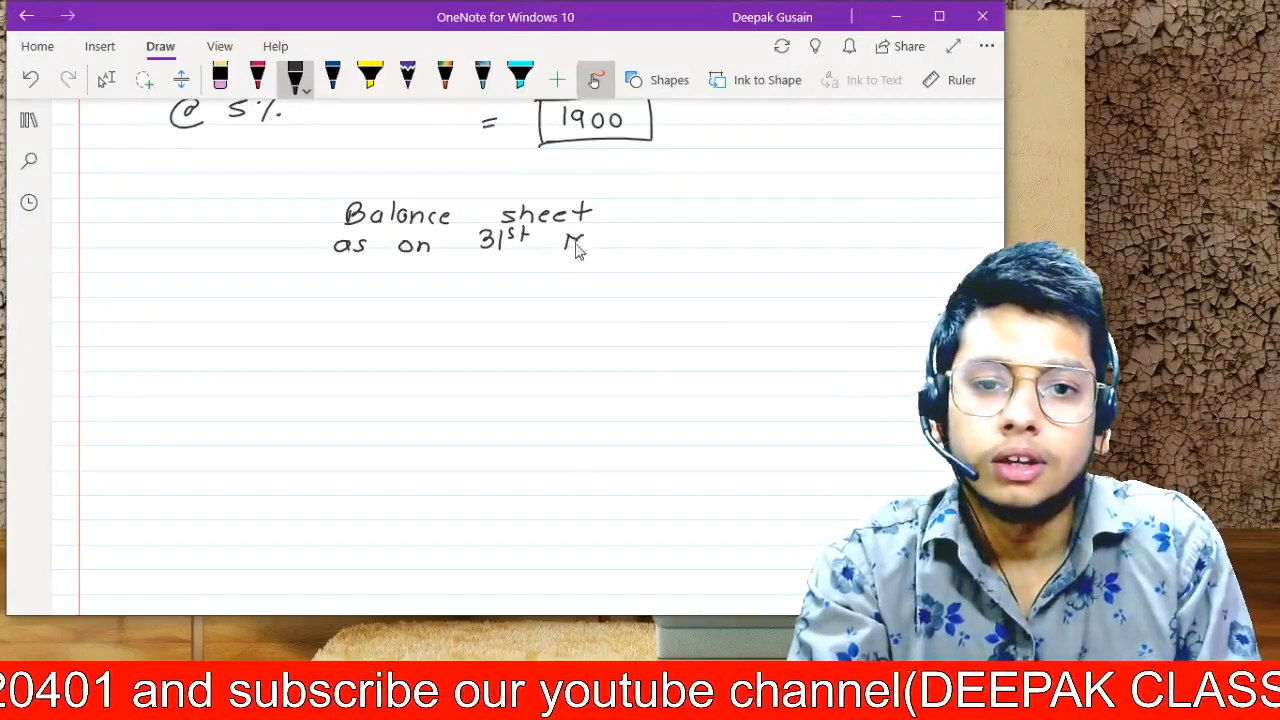 OneNote for Windows 10
Deepak Gusain
Home Insert Draw View Help
Share
Shapes Ink to Shape Ink to Text Ruler
@ 5%
= 1900
Balance sheet
as on 31st
20401 and subscribe our youtube channel(DEEPAK CLASS